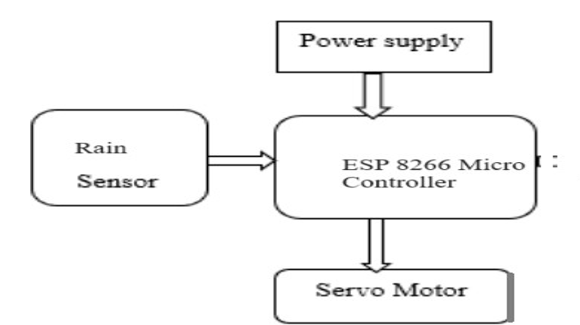 Power supply
Rain
Sensor
ESP 8266 Micro
Controller
Servo Motor